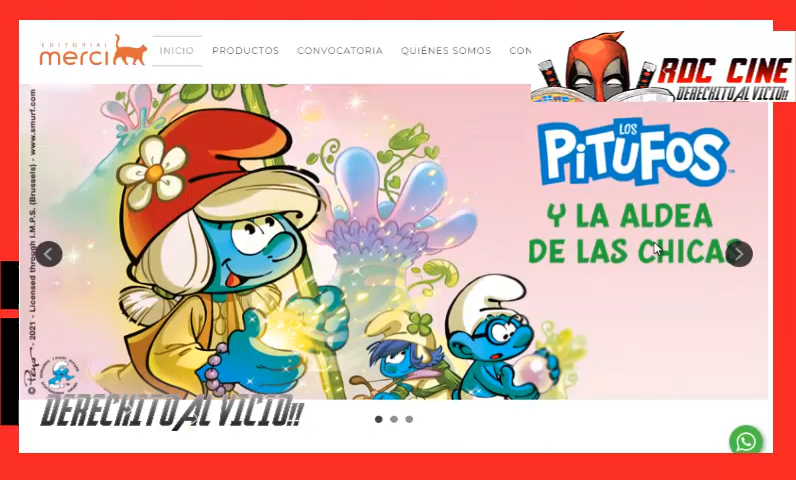 EDITORIAL
merci
INICIO PRODUCTOS CONVOCATORIA QUIÉNES SOMOS CON
RDC CINE
DERECHITO AL VICIO!!
© Peyo - 2021 - Licensed through I.M.P.S. (Brussels) - www.smurf.com
LOS
PiTUFOS
Y LA ALDEA
DE LAS CHICAS
DERECHITO AL VICIO!!